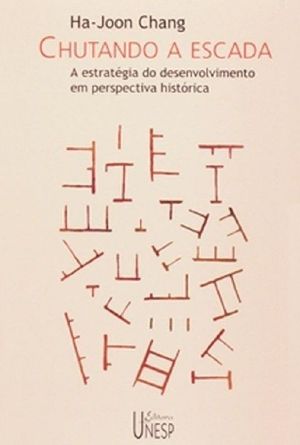 Ha-Joon Chang
CHUTANDO A ESCADA
A estratégia do desenvolvimento
em perspectiva histórica
Editora
UNESP